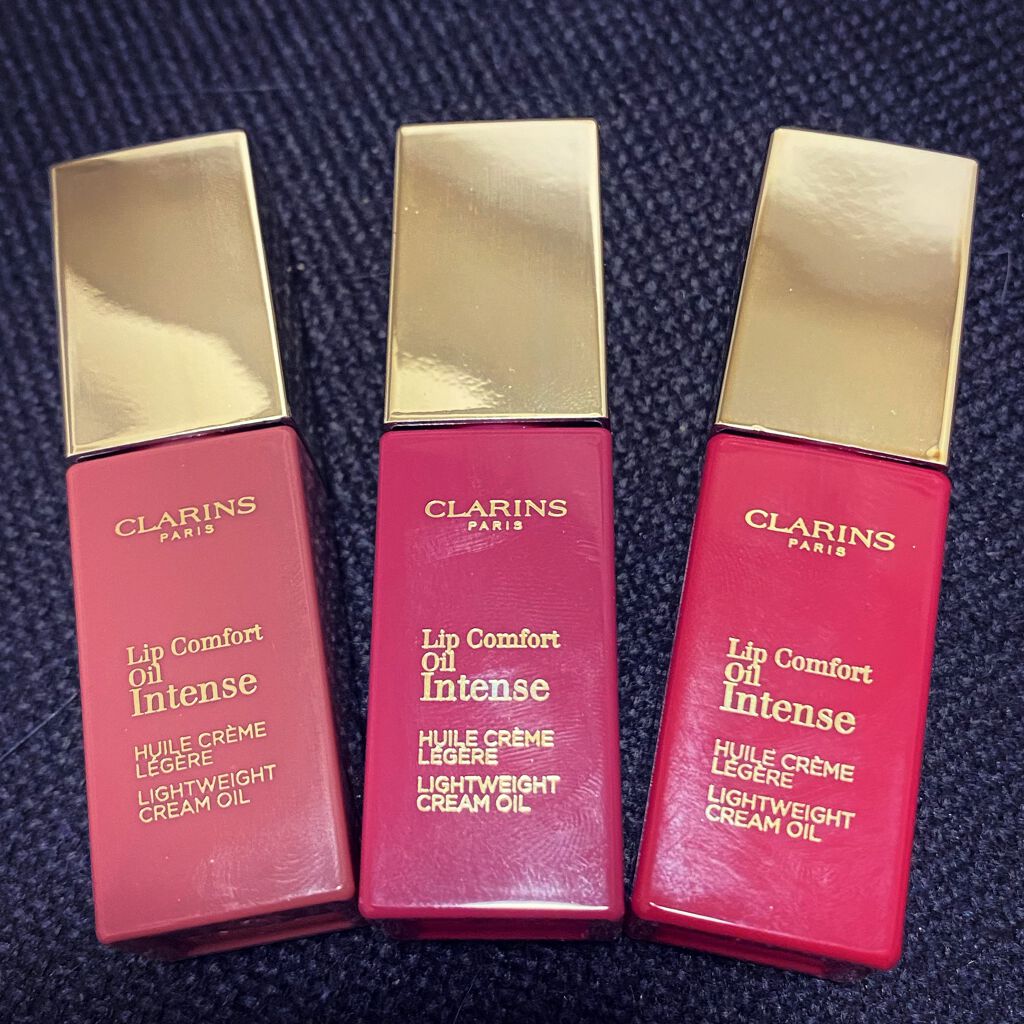 CLARINS
PARIS
Lip Comfort
Oil
Intense
HUILE CRÈME
LÉGÈRE
LIGHTWEIGHT
CREAM OIL
CLARINS
PARIS
Lip Comfort
Oil
Intense
HUILE CRÈME
LÉGÈRE
LIGHTWEIGHT
CREAM OIL
CLARINS
PARIS
Lip Comfort
Oil
Intense
HUILE CRÈME
LÉGÈRE
LIGHTWEIGHT
CREAM OIL